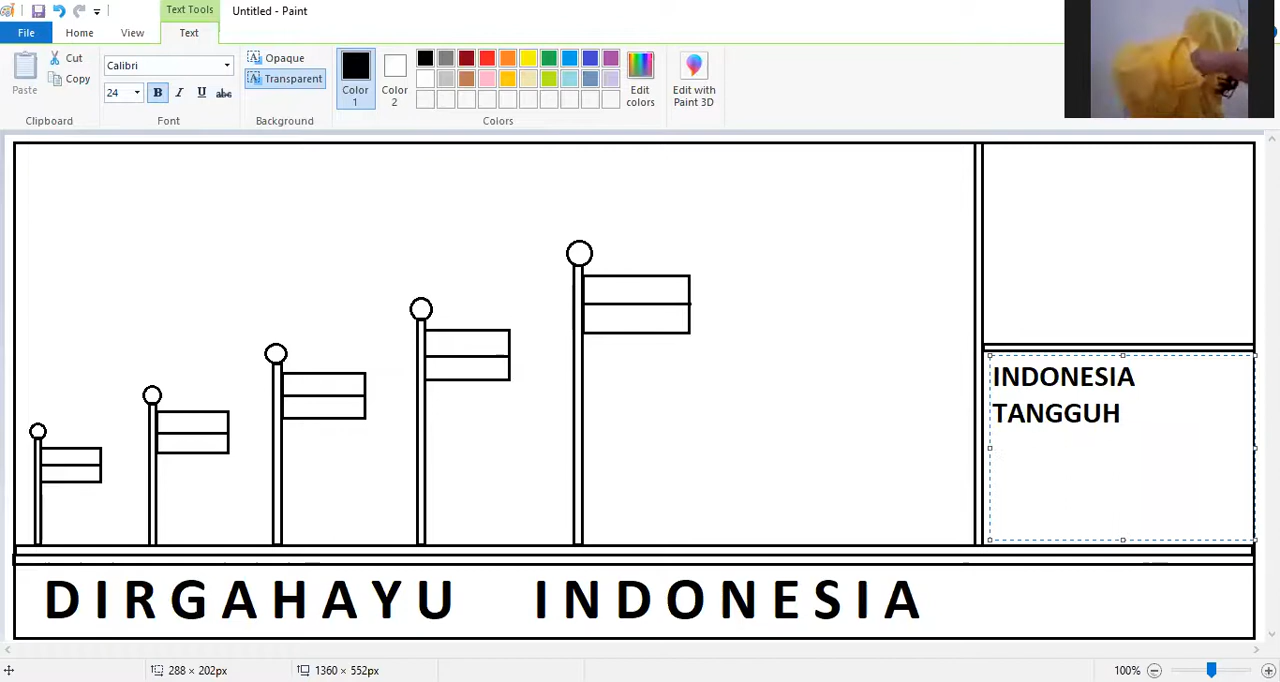 Text Tools
Untitled - Paint
File
Home
View
Text
Paste
Cut
Copy
Clipboard
Calibri
24
B
I
U
abc
Font
Opaque
Transparent
Background
Color 1
Color 2
Edit colors
Colors
Edit with Paint 3D
INDONESIA
TANGGUH
DIRGAHAYU INDONESIA
288 × 202px
1360 × 552px
100%